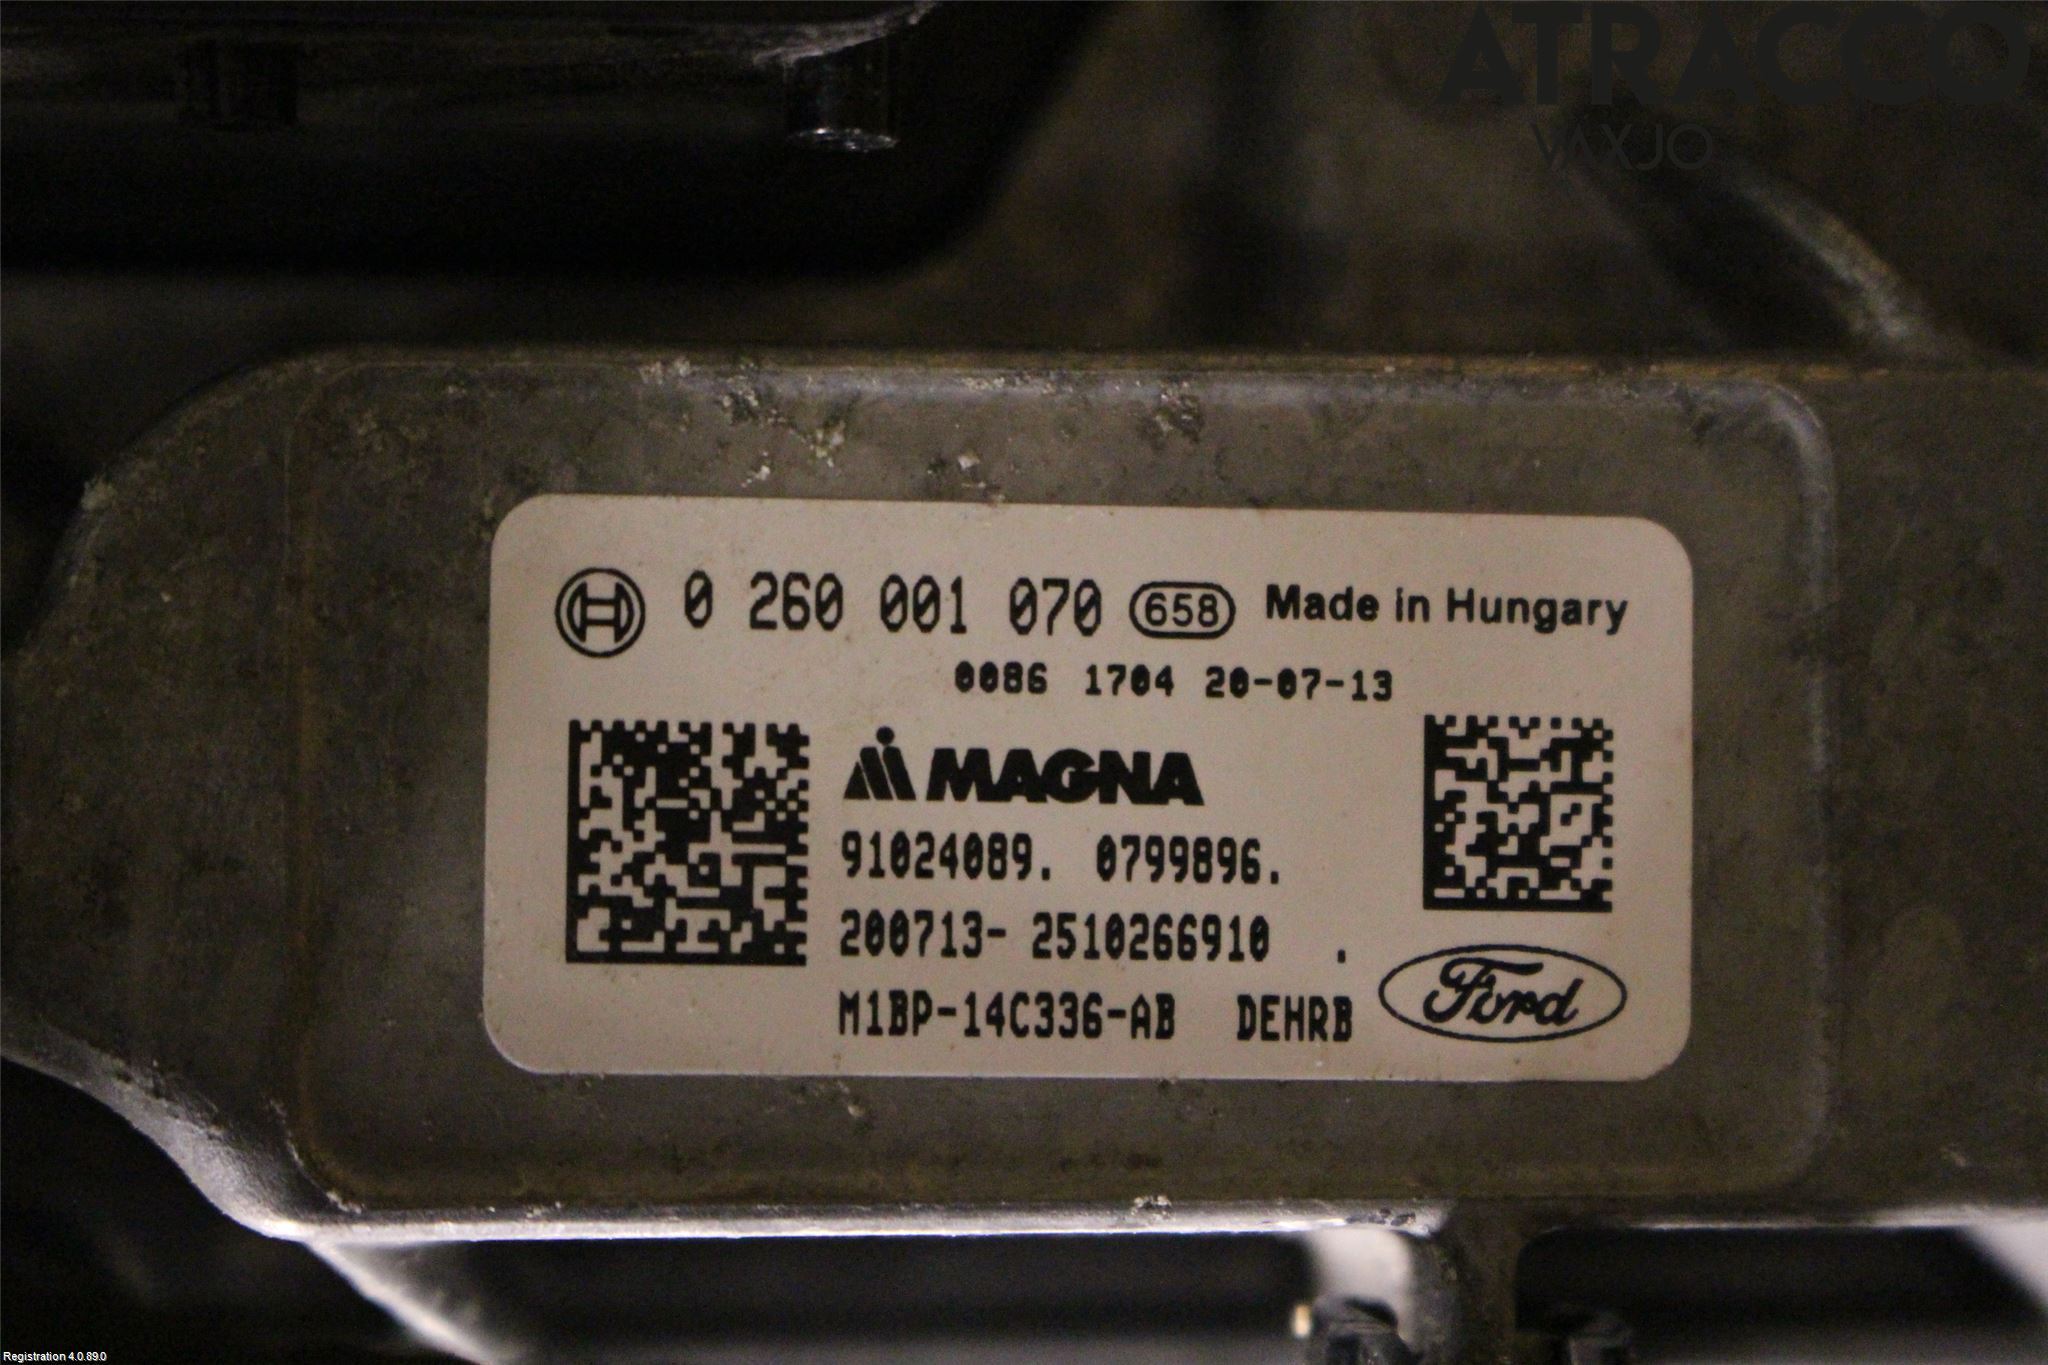 ATRACCO
VAXJO
0 260 001 070 658 Made in Hungary
0086 1704 20-07-13
MAGNA
91024089. 0799896.
200713- 2510266910 .
M1BP-14C336-AB DEHRB Ford
Registration 4.0.89.0